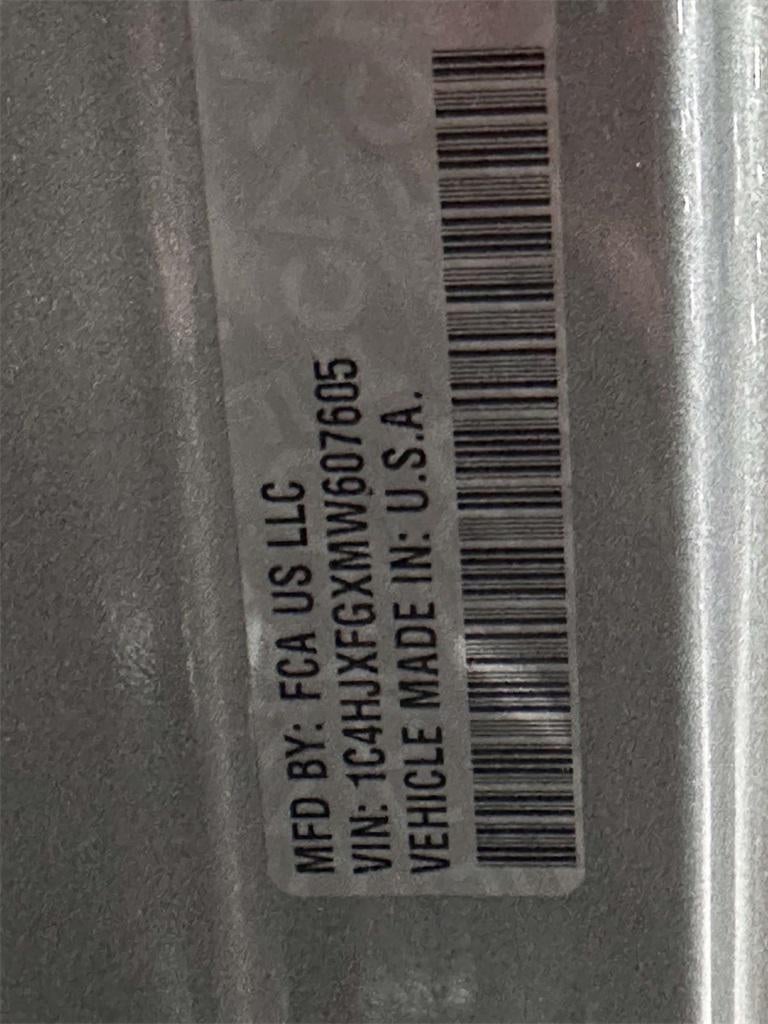 MFD BY: FCA US LLC
VIN: 1C4HJXFGXMW607605
VEHICLE MADE IN: U.S.A.